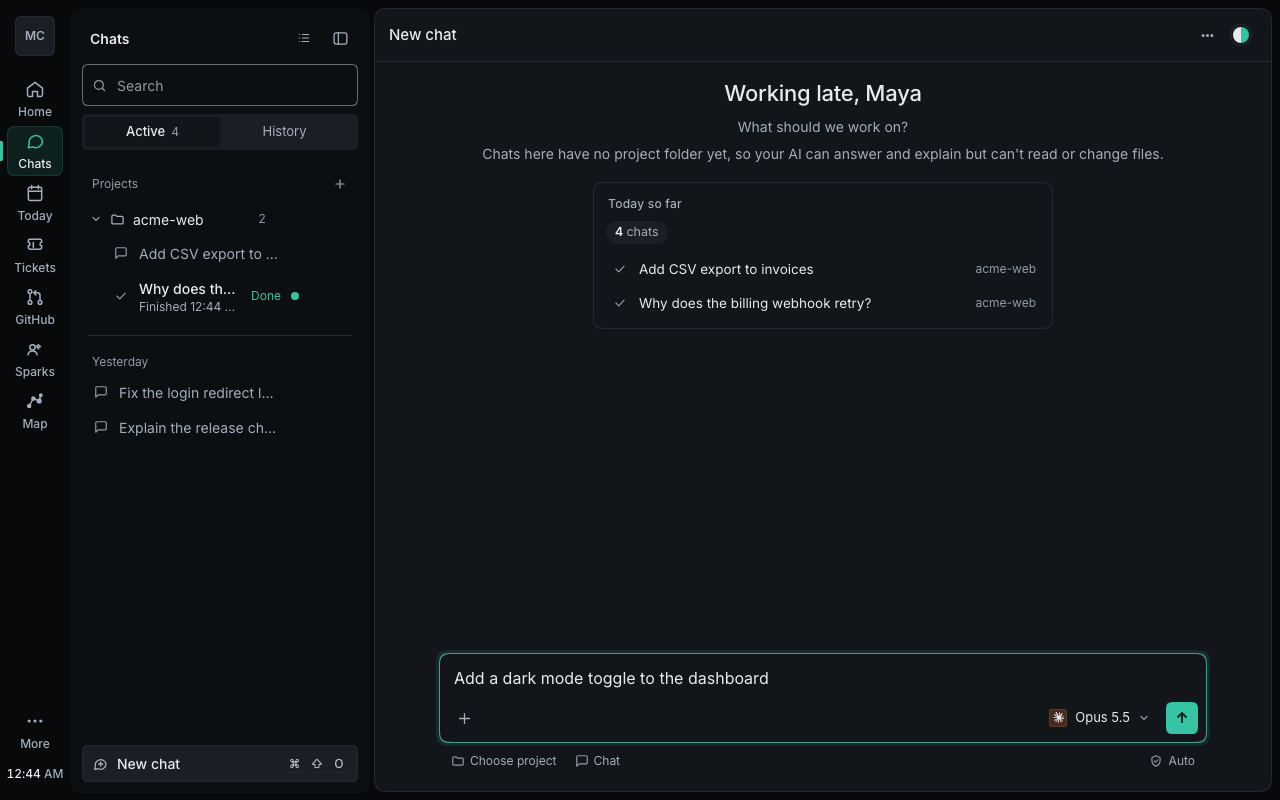 MC
Home
Chats
Today
Tickets
GitHub
Sparks
Map
More
12:44 AM
Chats
Search
Active 4
History
Projects
acme-web 2
Add CSV export to ...
Why does th... Done
Finished 12:44 ...
Yesterday
Fix the login redirect l...
Explain the release ch...
New chat ⌘ ⇧ O
New chat
Working late, Maya
What should we work on?
Chats here have no project folder yet, so your AI can answer and explain but can't read or change files.
Today so far
4 chats
Add CSV export to invoices acme-web
Why does the billing webhook retry? acme-web
Add a dark mode toggle to the dashboard
Opus 5.5
Choose project Chat Auto